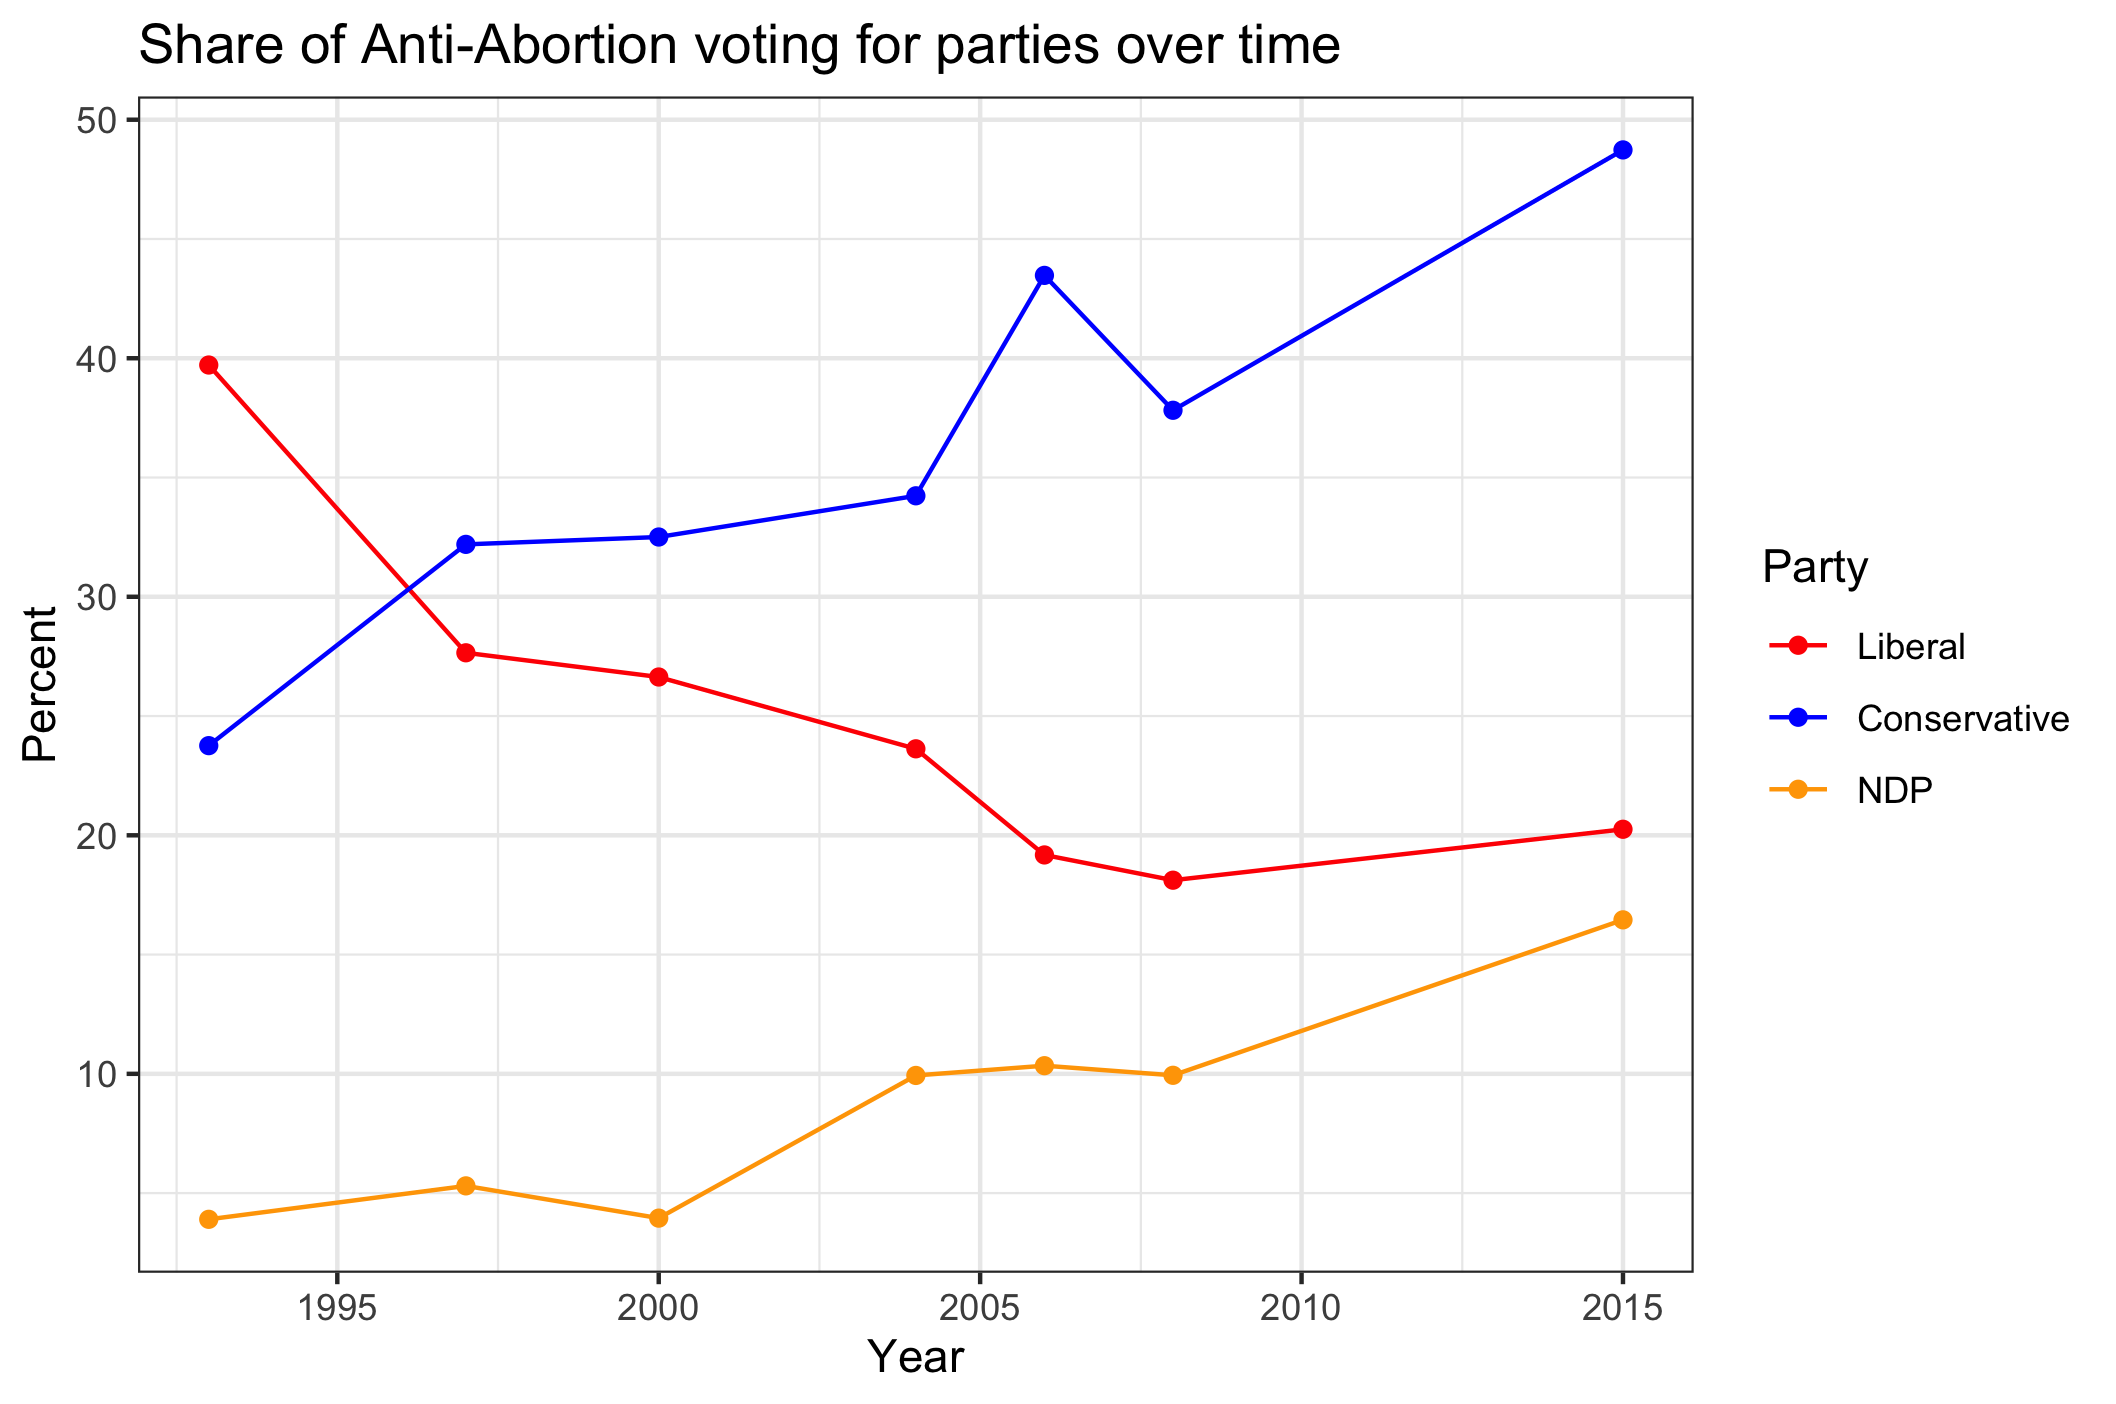 Share of Anti-Abortion voting for parties over time
50
40
30
20
10
Percent
1995 2000 2005 2010 2015
Year
Party
Liberal
Conservative
NDP